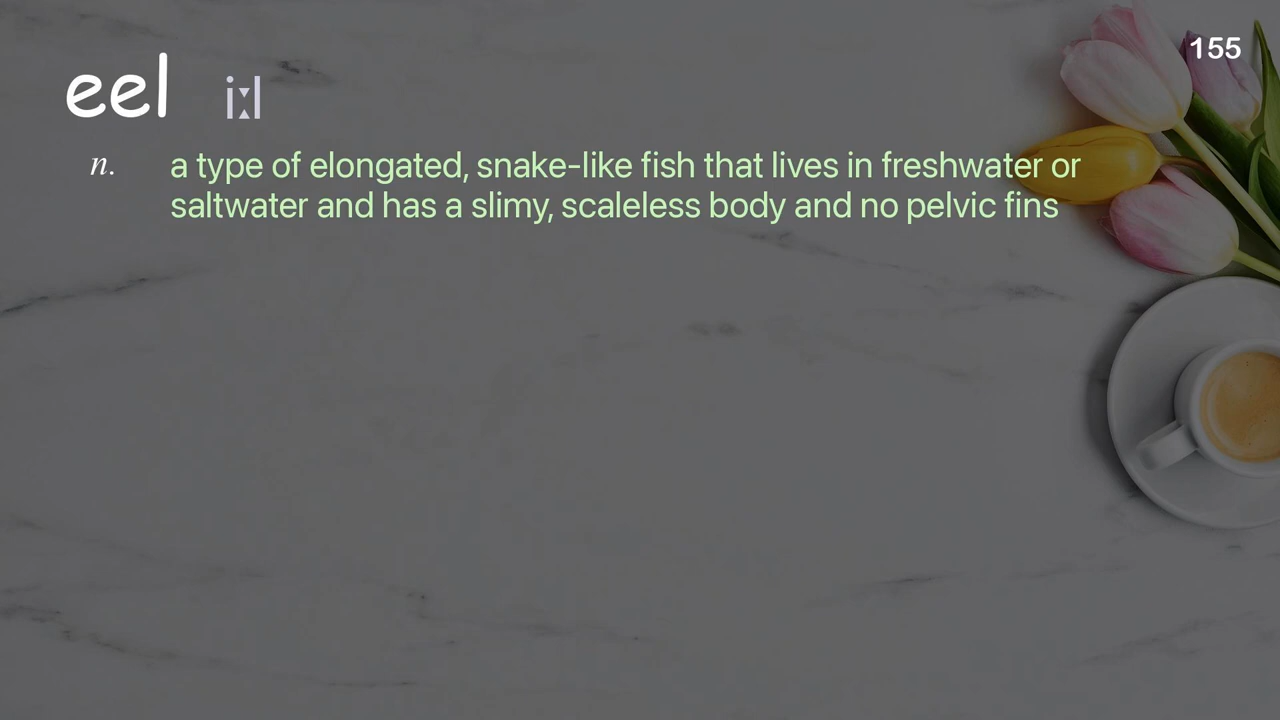 155
eel iːl
n. a type of elongated, snake-like fish that lives in freshwater or
saltwater and has a slimy, scaleless body and no pelvic fins